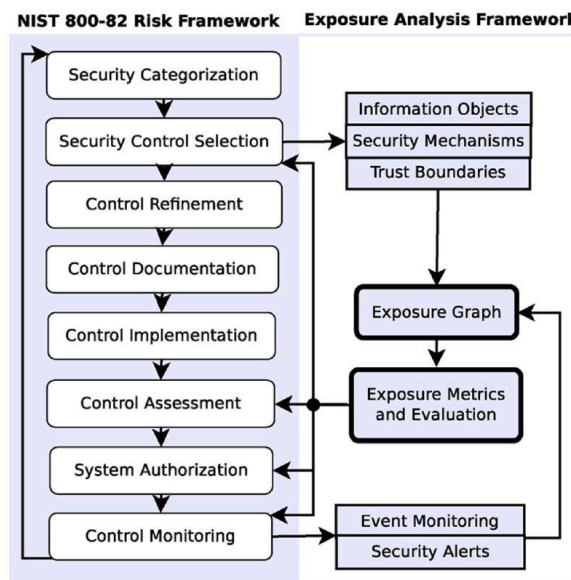 NIST 800-82 Risk Framework
Exposure Analysis Framework
Security Categorization
Security Control Selection
Control Refinement
Control Documentation
Control Implementation
Control Assessment
System Authorization
Control Monitoring
Information Objects
Security Mechanisms
Trust Boundaries
Exposure Graph
Exposure Metrics
and Evaluation
Event Monitoring
Security Alerts